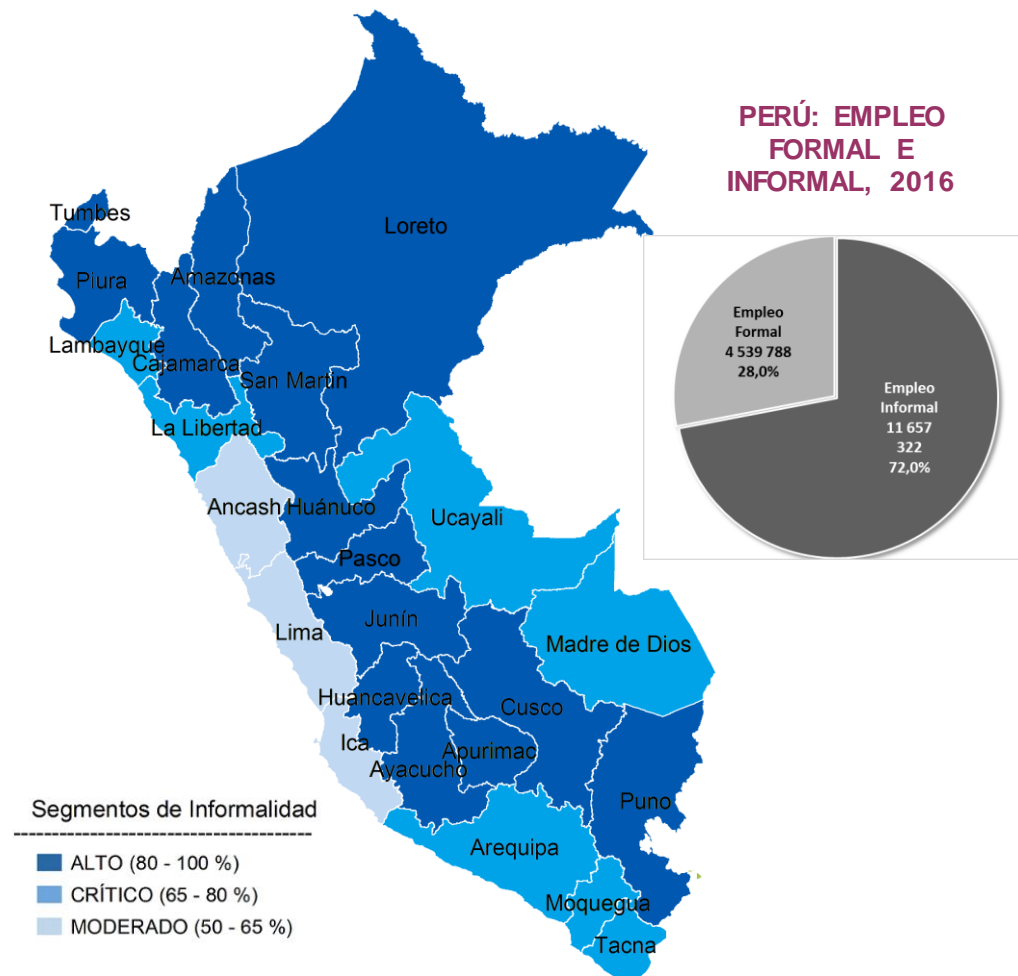 PERÚ: EMPLEO
FORMAL E
INFORMAL, 2016
Empleo
Formal
4 539 788
28,0%
Empleo
Informal
11 657
322
72,0%
Tumbes
Loreto
Piura
Amazonas
Lambayque
Cajamarca
San Martín
La Libertad
Ancash
Huánuco
Ucayali
Pasco
Junín
Lima
Madre de Dios
Huancavelica
Cusco
Ica
Apurimac
Ayacucho
Puno
Arequipa
Moquegua
Tacna
Segmentos de Informalidad
ALTO (80 - 100 %)
CRÍTICO (65 - 80 %)
MODERADO (50 - 65 %)